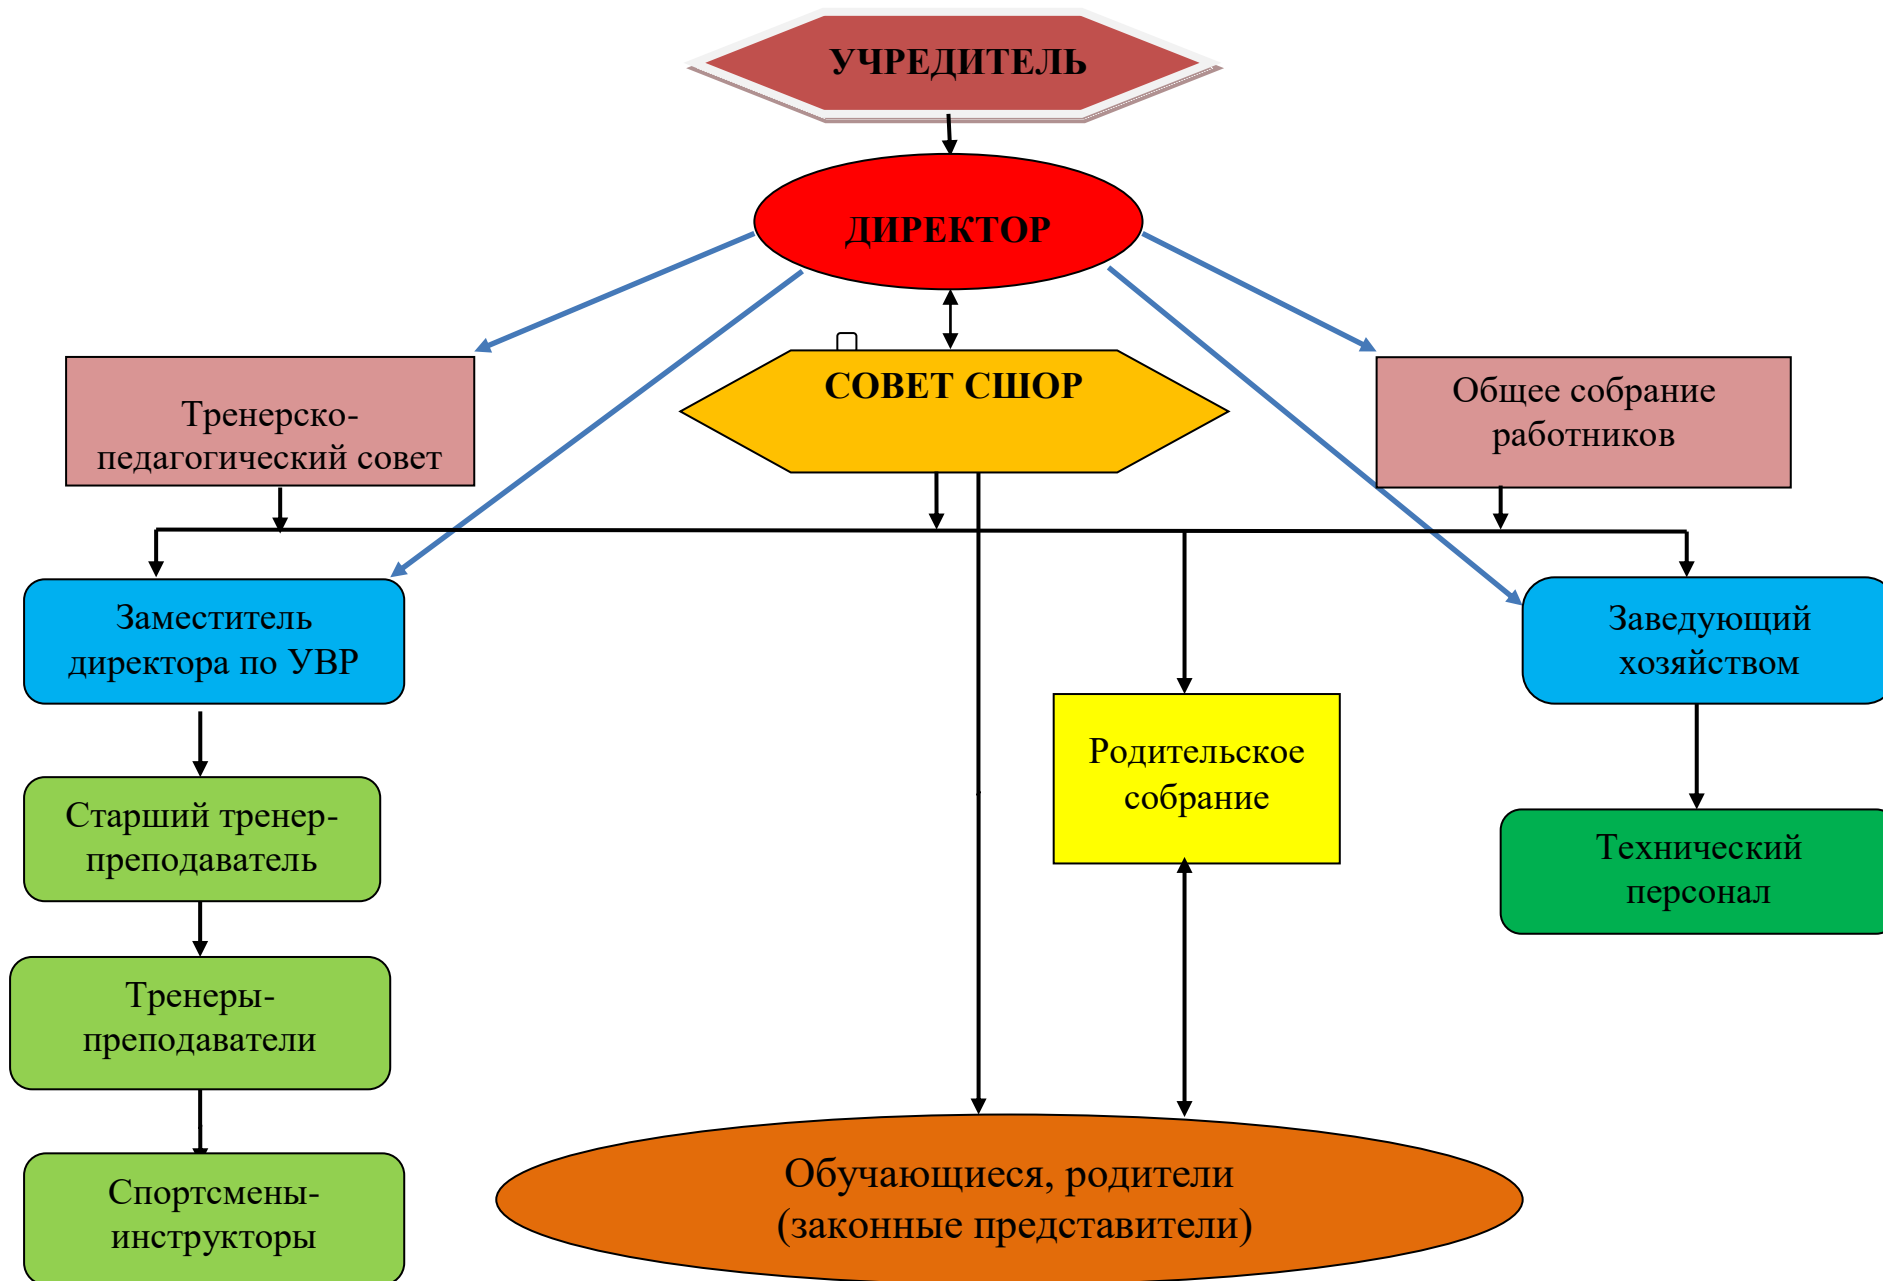 УЧРЕДИТЕЛЬ
ДИРЕКТОР
Тренерско-
педагогический совет
СОВЕТ СШОР
Общее собрание
работников
Заместитель
директора по УВР
Заведующий
хозяйством
Родительское
собрание
Старший тренер-
преподаватель
Технический
персонал
Тренеры-
преподаватели
Спортсмены-
инструкторы
Обучающиеся, родители
(законные представители)